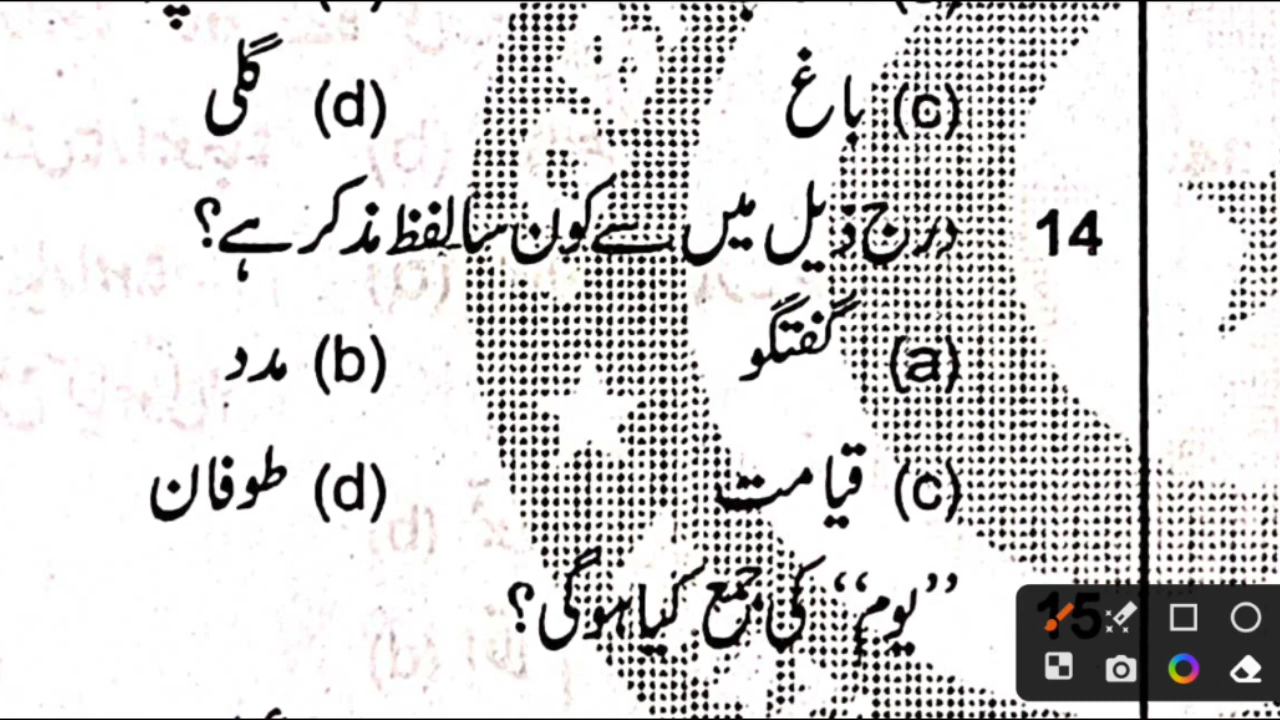 (c) باغ (d) گلی
14 درج ذیل میں سے کون سا لفظ مذکر ہے؟
(a) گفتگو (b) مدد
(c) قیامت (d) طوفان
15 ’’یوم‘‘ کی جمع کیا ہوگی؟